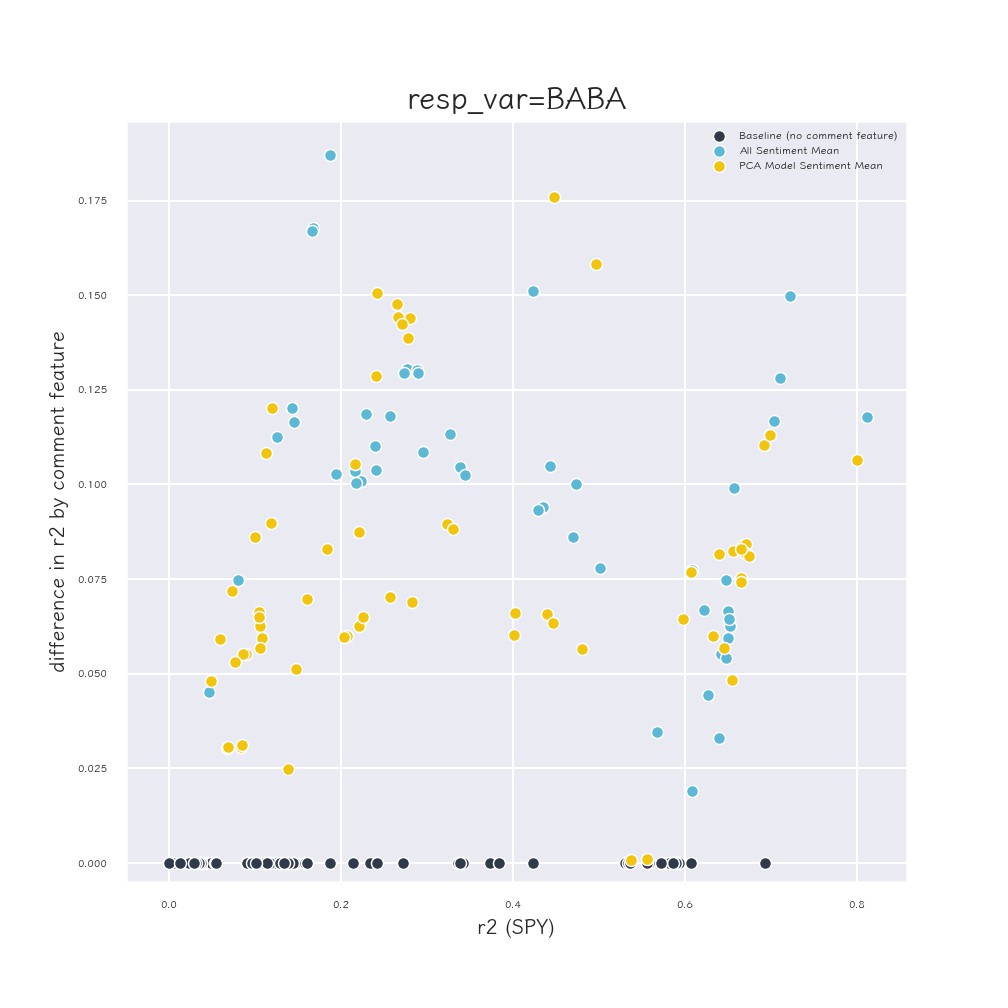 resp_var=BABA
Baseline (no comment feature)
All Sentiment Mean
PCA Model Sentiment Mean
difference in r2 by comment feature
0.175
0.150
0.125
0.100
0.075
0.050
0.025
0.000
0.0 0.2 0.4 0.6 0.8
r2 (SPY)